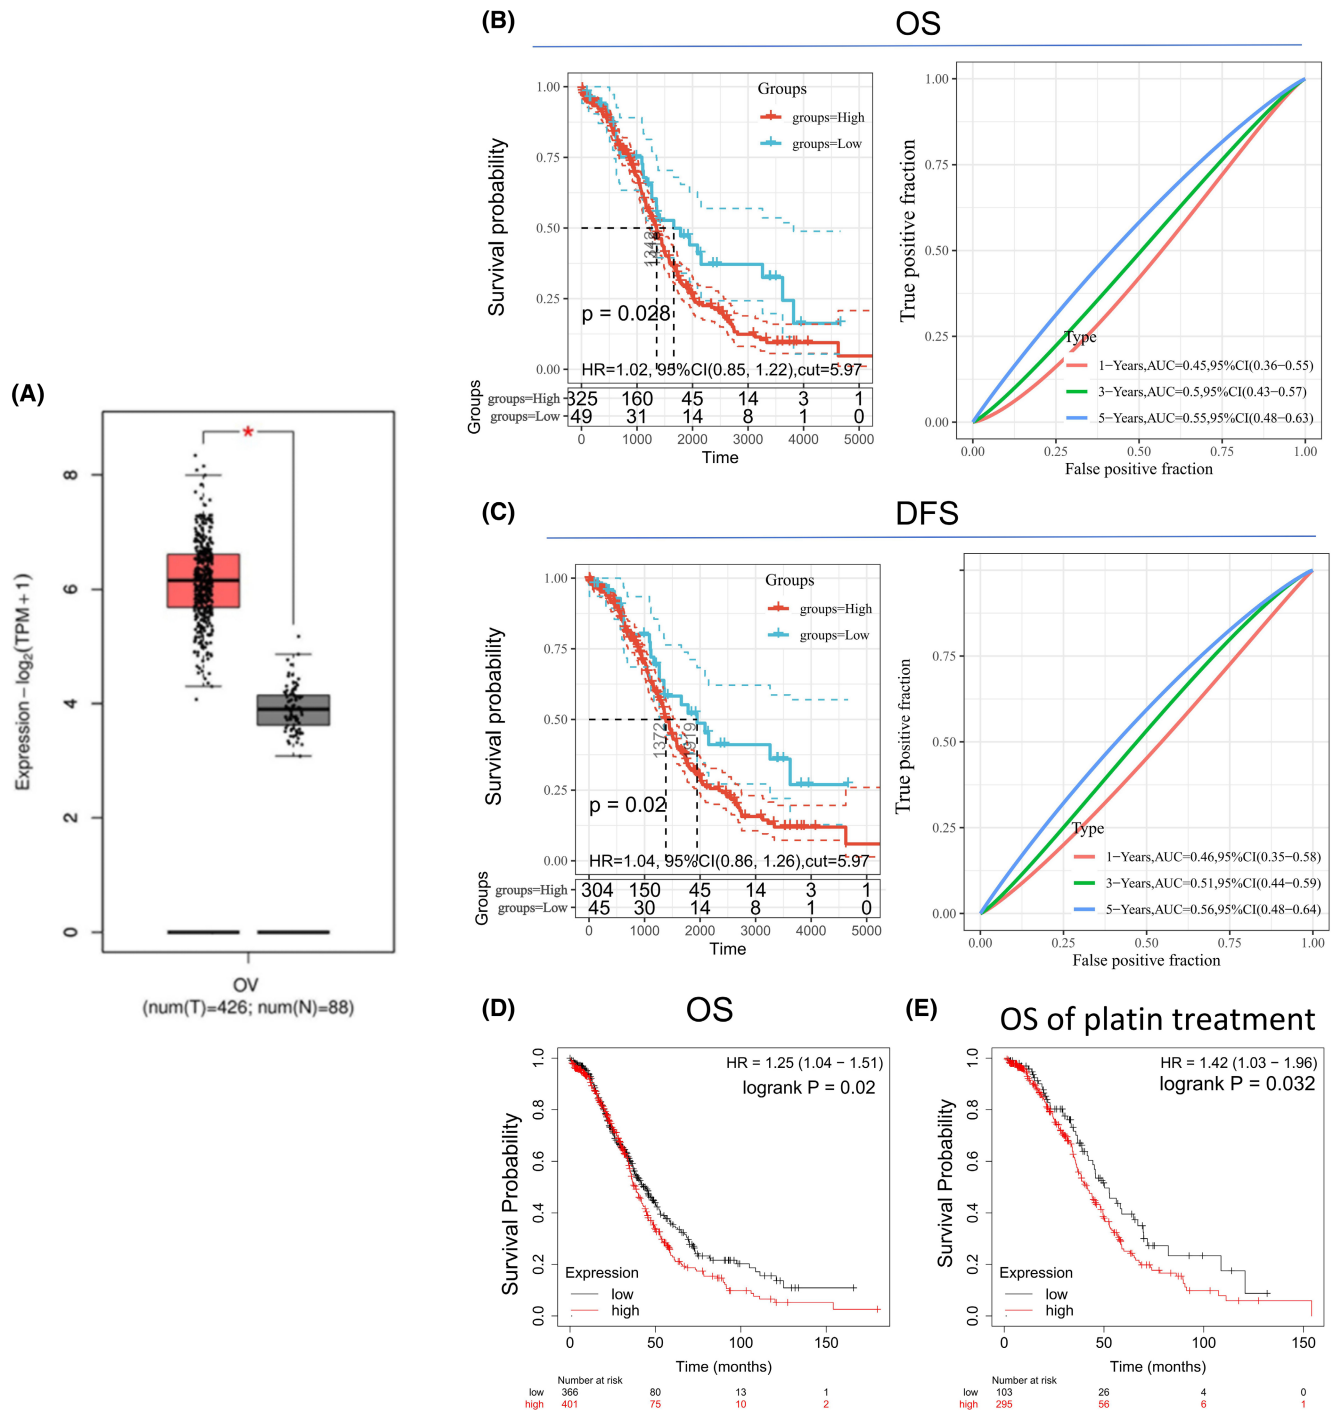 (A)
*
8
6
4
2
0
Expression − log2(TPM + 1)
OV
(num(T)=426; num(N)=88)
(B)
OS
Survival probability
1.00
0.75
0.50
0.25
0.00
Groups
groups=High
groups=Low
p = 0.028
HR=1.02, 95%CI(0.85, 1.22),cut=5.97
Groups
groups=High 325 160 45 14 3 1
groups=Low 49 31 14 8 1 0
0 1000 2000 3000 4000 5000
Time
True positive fraction
1.00
0.75
0.50
0.25
0.00
Type
1−Years,AUC=0.45,95%CI(0.36−0.55)
3−Years,AUC=0.5,95%CI(0.43−0.57)
5−Years,AUC=0.55,95%CI(0.48−0.63)
0.00 0.25 0.50 0.75 1.00
False positive fraction
(C)
DFS
Survival probability
1.00
0.75
0.50
0.25
0.00
Groups
groups=High
groups=Low
1372
1919
p = 0.02
HR=1.04, 95%CI(0.86, 1.26),cut=5.97
Groups
groups=High 304 150 45 14 3 1
groups=Low 45 30 14 8 1 0
0 1000 2000 3000 4000 5000
Time
True positive fraction
0.75
0.50
0.25
0.00
Type
1−Years,AUC=0.46,95%CI(0.35−0.58)
3−Years,AUC=0.51,95%CI(0.44−0.59)
5−Years,AUC=0.56,95%CI(0.48−0.64)
0.00 0.25 0.50 0.75 1.00
False positive fraction
(D)
OS
HR = 1.25 (1.04 − 1.51)
logrank P = 0.02
Survival Probability
1.0
0.8
0.6
0.4
0.2
0.0
Expression
low
high
0 50 100 150
Time (months)
Number at risk
low 366 80 13 1
high 401 75 10 2
(E)
OS of platin treatment
HR = 1.42 (1.03 − 1.96)
logrank P = 0.032
Survival Probability
1.0
0.8
0.6
0.4
0.2
0.0
Expression
low
high
0 50 100 150
Time (months)
Number at risk
low 103 26 4 0
high 295 56 6 1